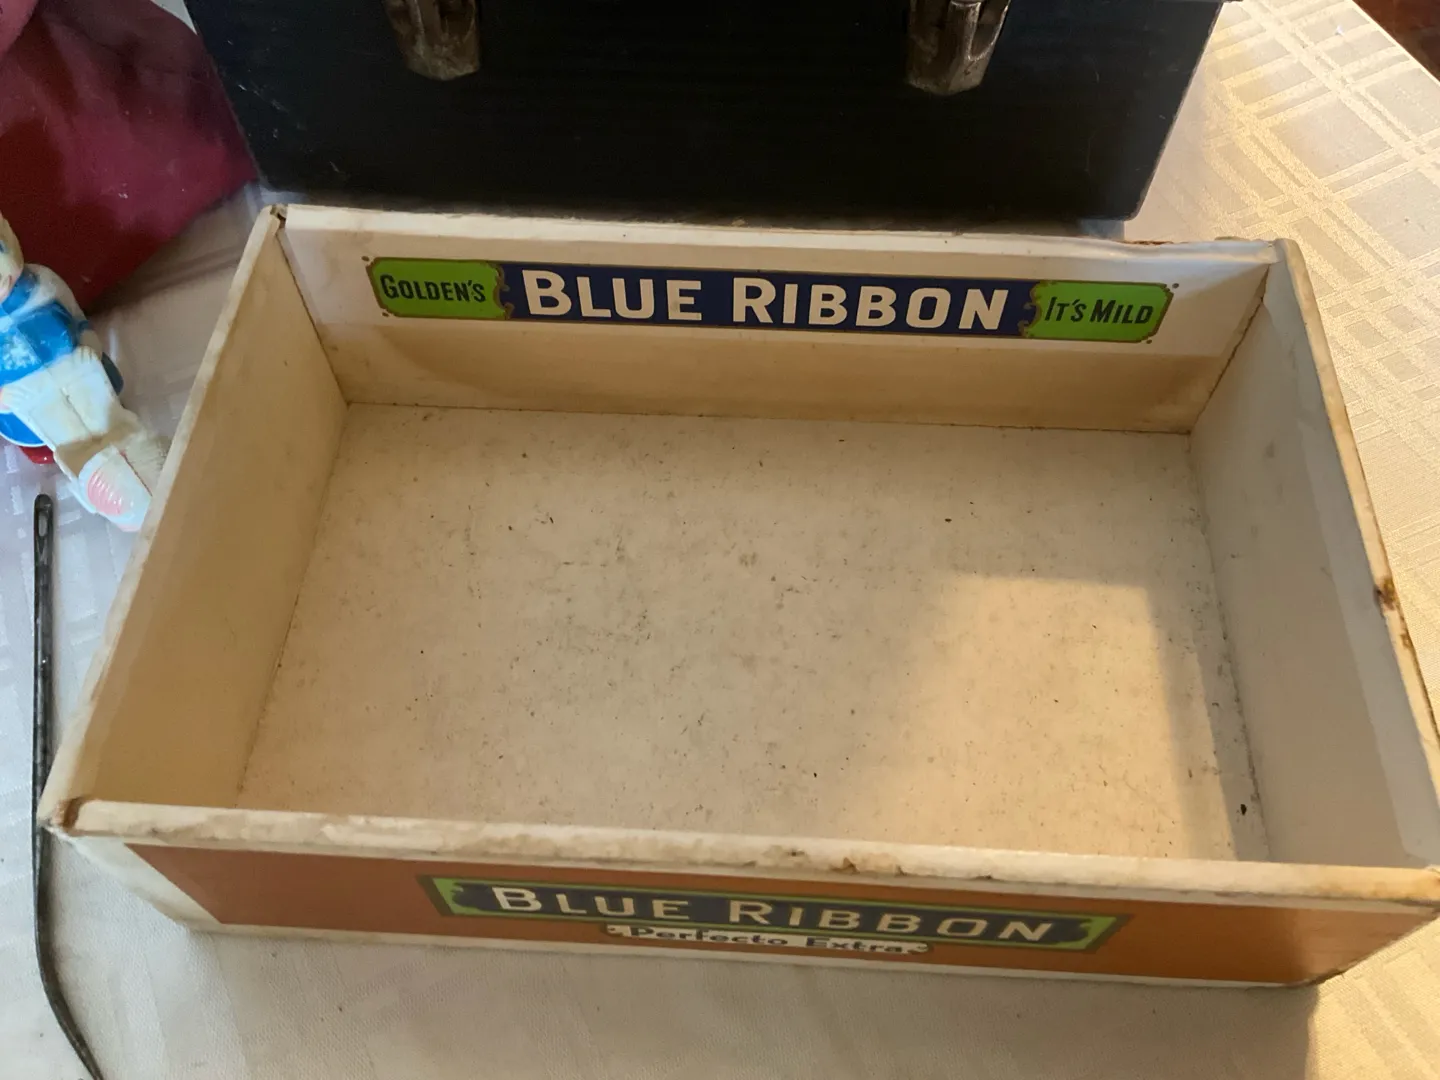 GOLDEN'S BLUE RIBBON IT'S MILD
BLUE RIBBON
Perfecto Extra